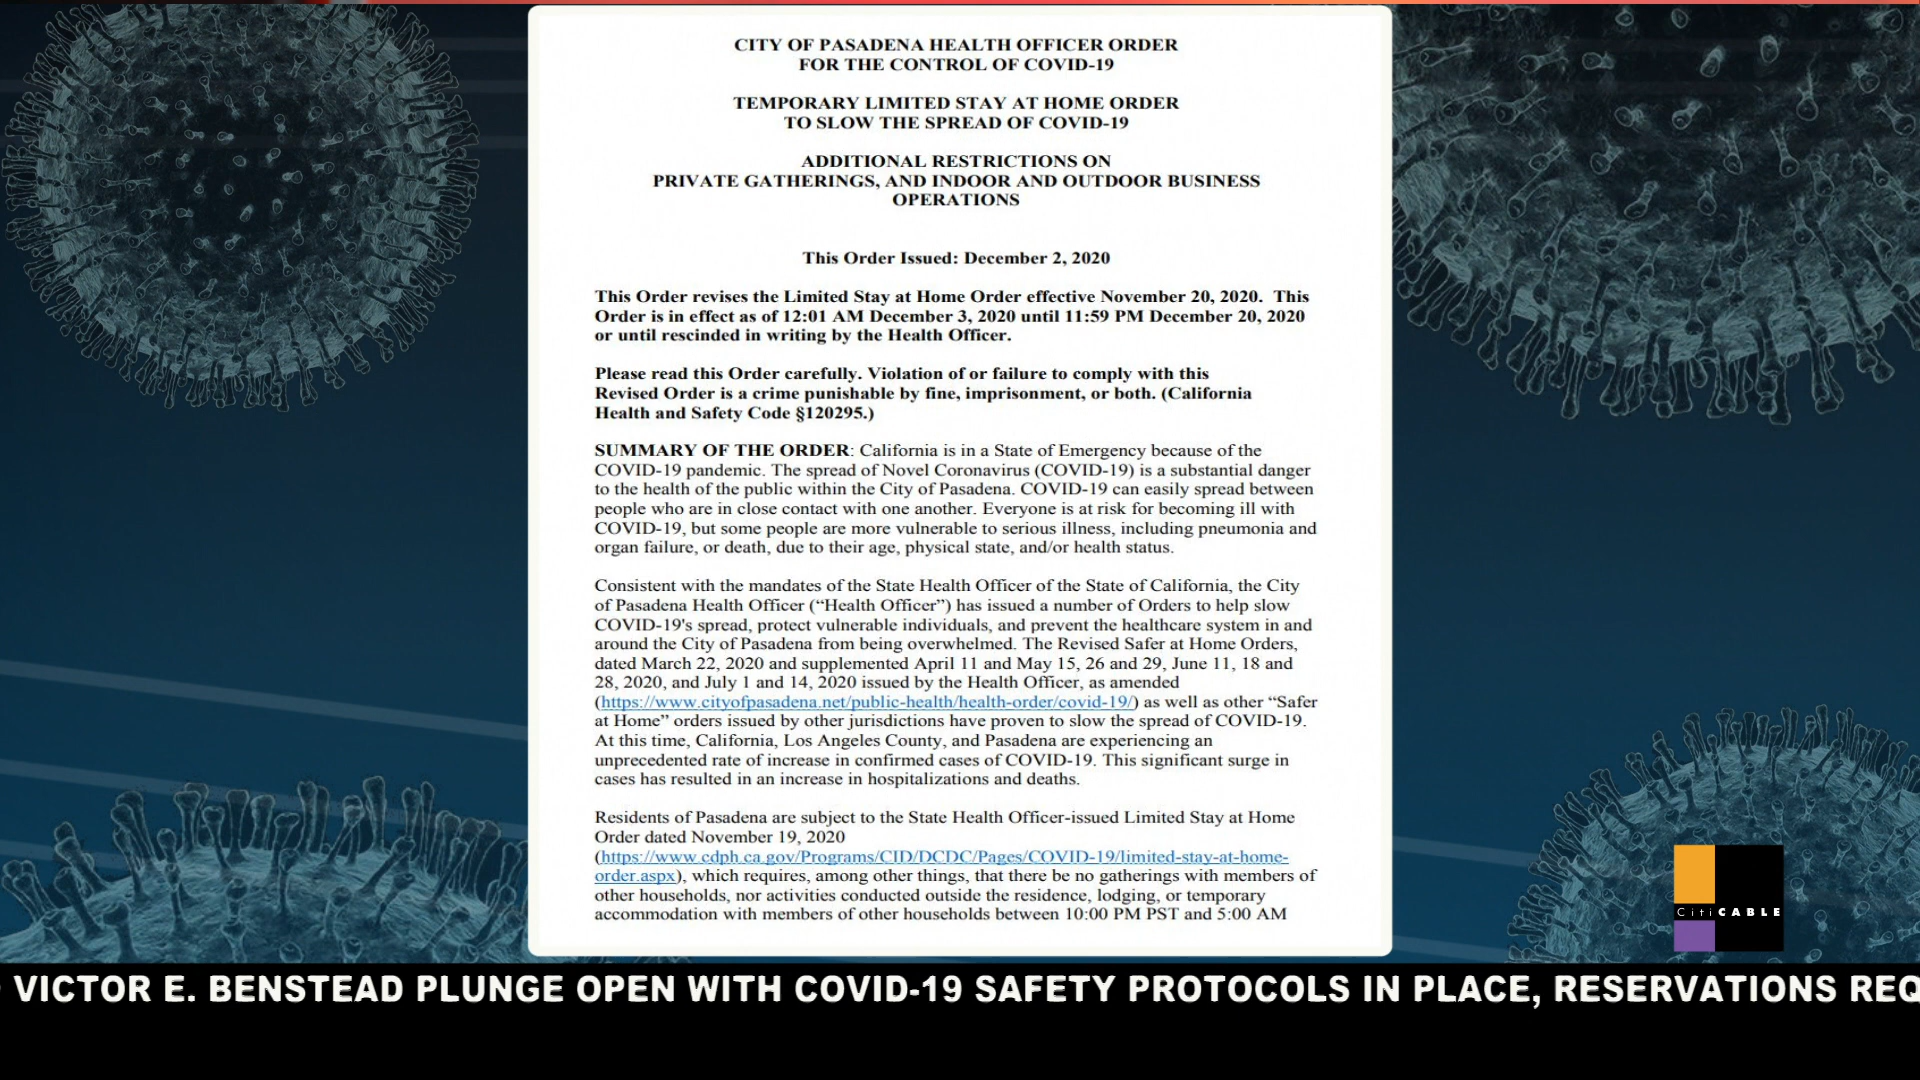 CITY OF PASADENA HEALTH OFFICER ORDER
FOR THE CONTROL OF COVID-19
TEMPORARY LIMITED STAY AT HOME ORDER
TO SLOW THE SPREAD OF COVID-19
ADDITIONAL RESTRICTIONS ON
PRIVATE GATHERINGS, AND INDOOR AND OUTDOOR BUSINESS
OPERATIONS
This Order Issued: December 2, 2020
This Order revises the Limited Stay at Home Order effective November 20, 2020. This
Order is in effect as of 12:01 AM December 3, 2020 until 11:59 PM December 20, 2020
or until rescinded in writing by the Health Officer.
Please read this Order carefully. Violation of or failure to comply with this
Revised Order is a crime punishable by fine, imprisonment, or both. (California
Health and Safety Code §120295.)
SUMMARY OF THE ORDER: California is in a State of Emergency because of the
COVID-19 pandemic. The spread of Novel Coronavirus (COVID-19) is a substantial danger
to the health of the public within the City of Pasadena. COVID-19 can easily spread between
people who are in close contact with one another. Everyone is at risk for becoming ill with
COVID-19, but some people are more vulnerable to serious illness, including pneumonia and
organ failure, or death, due to their age, physical state, and/or health status.
Consistent with the mandates of the State Health Officer of the State of California, the City
of Pasadena Health Officer (“Health Officer”) has issued a number of Orders to help slow
COVID-19's spread, protect vulnerable individuals, and prevent the healthcare system in and
around the City of Pasadena from being overwhelmed. The Revised Safer at Home Orders,
dated March 22, 2020 and supplemented April 11 and May 15, 26 and 29, June 11, 18 and
28, 2020, and July 1 and 14, 2020 issued by the Health Officer, as amended
(https://www.cityofpasadena.net/public-health/health-order/covid-19/) as well as other “Safer
at Home” orders issued by other jurisdictions have proven to slow the spread of COVID-19.
At this time, California, Los Angeles County, and Pasadena are experiencing an
unprecedented rate of increase in confirmed cases of COVID-19. This significant surge in
cases has resulted in an increase in hospitalizations and deaths.
Residents of Pasadena are subject to the State Health Officer-issued Limited Stay at Home
Order dated November 19, 2020
(https://www.cdph.ca.gov/Programs/CID/DCDC/Pages/COVID-19/limited-stay-at-home-
order.aspx), which requires, among other things, that there be no gatherings with members of
other households, nor activities conducted outside the residence, lodging, or temporary
accommodation with members of other households between 10:00 PM PST and 5:00 AM
CitiCABLE
VICTOR E. BENSTEAD PLUNGE OPEN WITH COVID-19 SAFETY PROTOCOLS IN PLACE, RESERVATIONS REQ